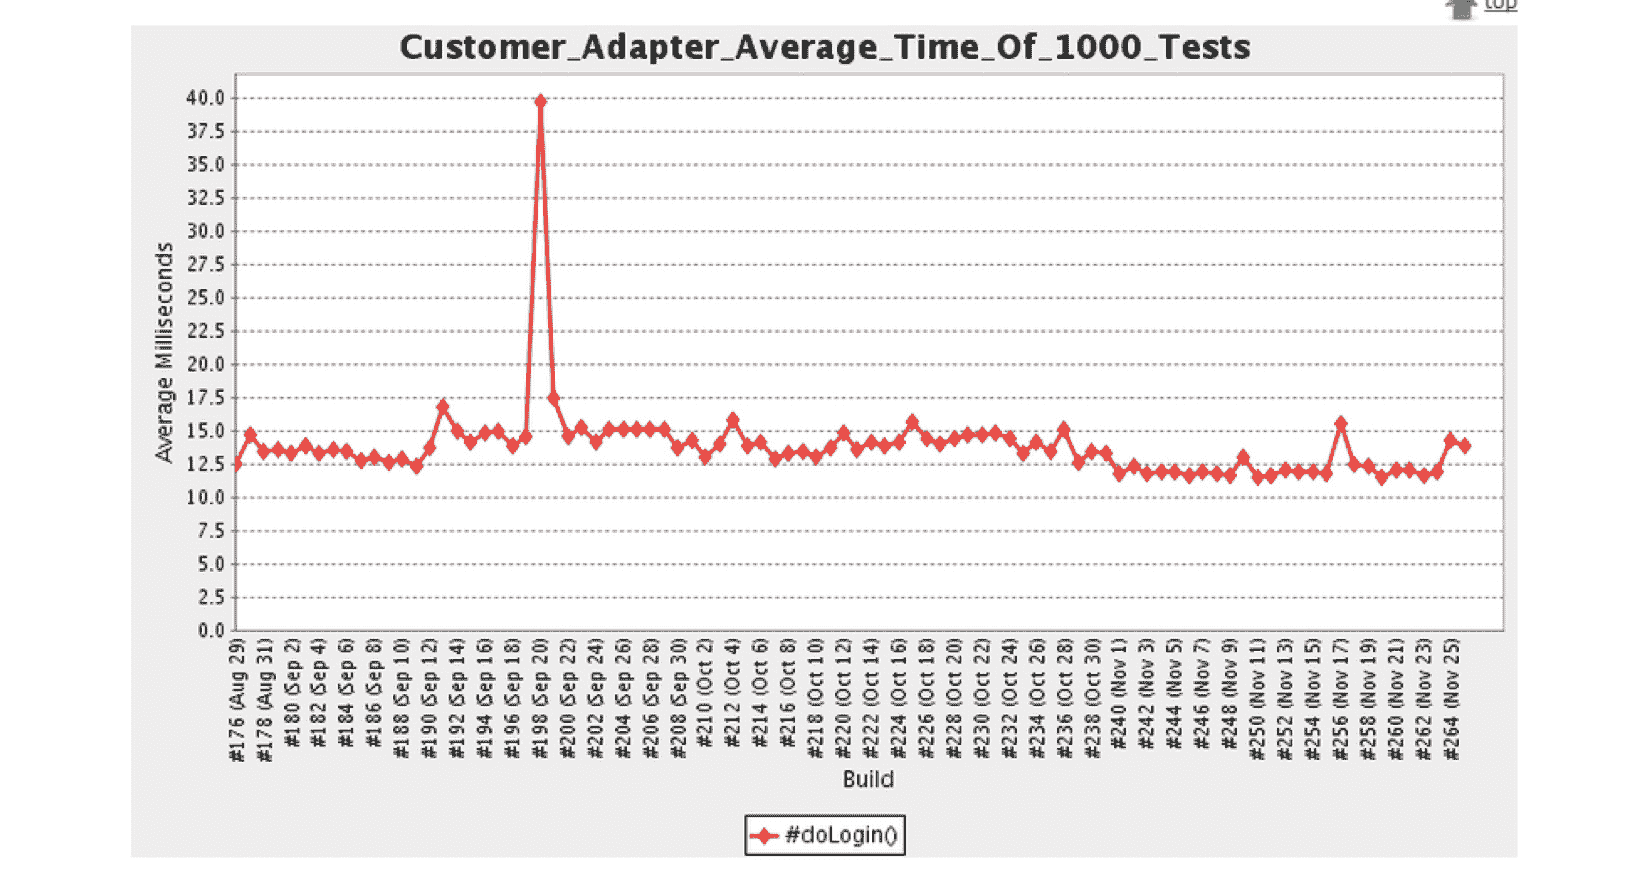 top
Customer_Adapter_Average_Time_Of_1000_Tests
Average Milliseconds
40.0
37.5
35.0
32.5
30.0
27.5
25.0
22.5
20.0
17.5
15.0
12.5
10.0
7.5
5.0
2.5
0.0
#176 (Aug 29)
#178 (Aug 31)
#180 (Sep 2)
#182 (Sep 4)
#184 (Sep 6)
#186 (Sep 8)
#188 (Sep 10)
#190 (Sep 12)
#192 (Sep 14)
#194 (Sep 16)
#196 (Sep 18)
#198 (Sep 20)
#200 (Sep 22)
#202 (Sep 24)
#204 (Sep 26)
#206 (Sep 28)
#208 (Sep 30)
#210 (Oct 2)
#212 (Oct 4)
#214 (Oct 6)
#216 (Oct 8)
#218 (Oct 10)
#220 (Oct 12)
#222 (Oct 14)
#224 (Oct 16)
#226 (Oct 18)
#228 (Oct 20)
#230 (Oct 22)
#232 (Oct 24)
#234 (Oct 26)
#236 (Oct 28)
#238 (Oct 30)
#240 (Nov 1)
#242 (Nov 3)
#244 (Nov 5)
#246 (Nov 7)
#248 (Nov 9)
#250 (Nov 11)
#252 (Nov 13)
#254 (Nov 15)
#256 (Nov 17)
#258 (Nov 19)
#260 (Nov 21)
#262 (Nov 23)
#264 (Nov 25)
Build
#doLogin()